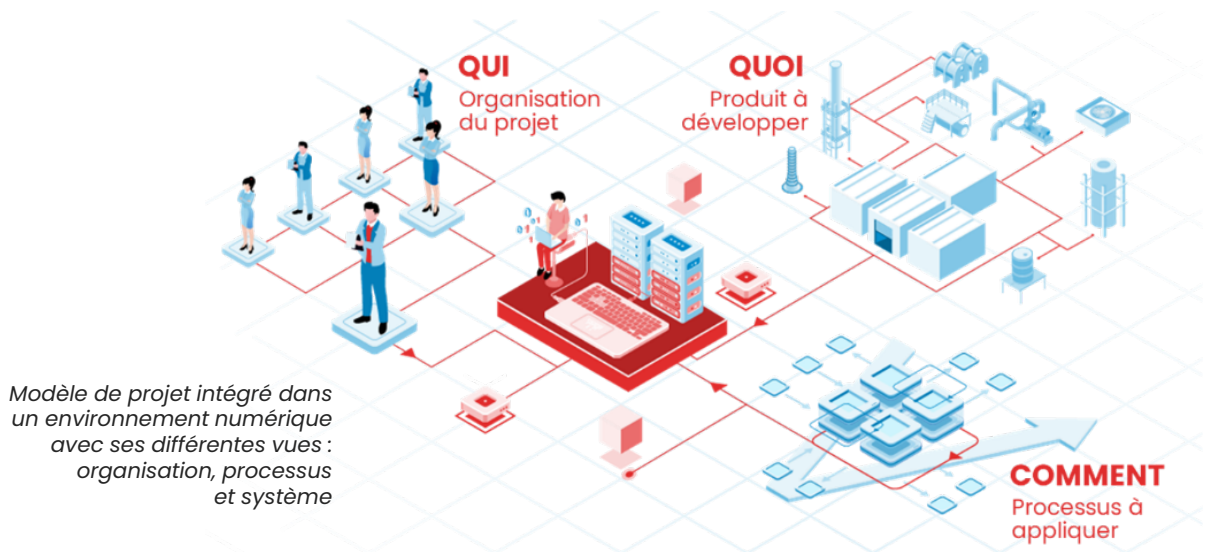 QUI
Organisation
du projet
QUOI
Produit à
développer
Modèle de projet intégré dans
un environnement numérique
avec ses différentes vues :
organisation, processus
et système
COMMENT
Processus à
appliquer